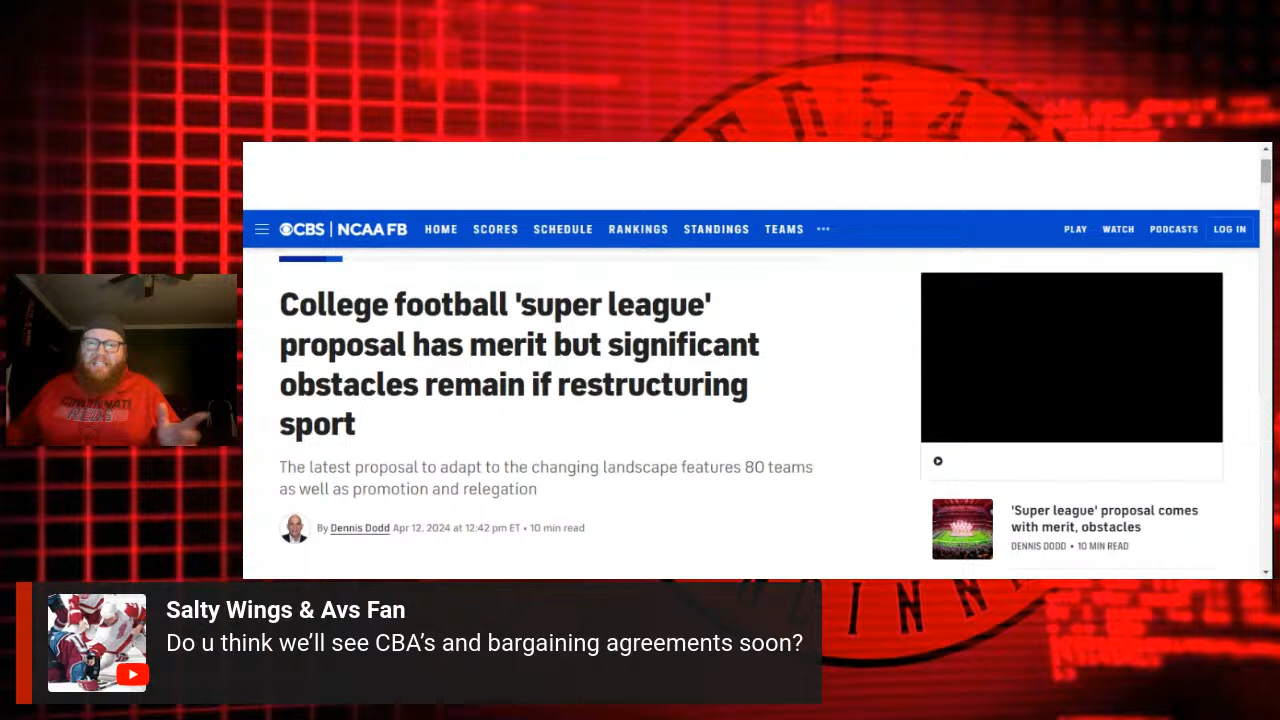 CBS | NCAA FB HOME SCORES SCHEDULE RANKINGS STANDINGS TEAMS ••• PLAY WATCH PODCASTS LOG IN
College football 'super league'
proposal has merit but significant
obstacles remain if restructuring
sport
The latest proposal to adapt to the changing landscape features 80 teams
as well as promotion and relegation
By Dennis Dodd Apr 12, 2024 at 12:42 pm ET • 10 min read
'Super league' proposal comes
with merit, obstacles
DENNIS DODD • 10 MIN READ
CINCINNATI
REDS
Salty Wings & Avs Fan
Do u think we’ll see CBA’s and bargaining agreements soon?